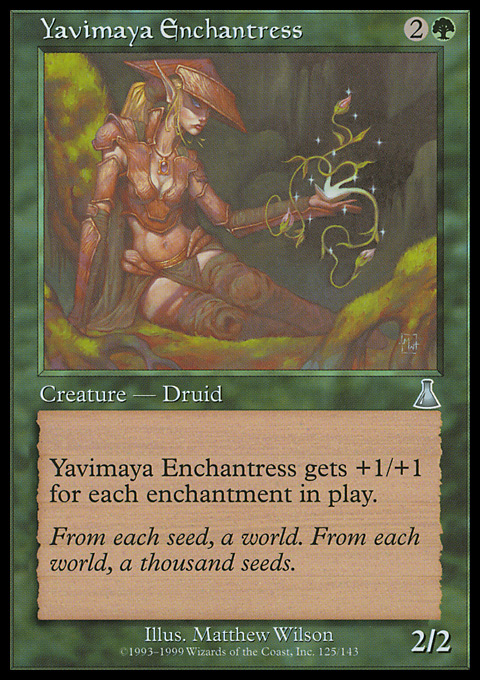 Yavimaya Enchantress 2
Creature — Druid
Yavimaya Enchantress gets +1/+1
for each enchantment in play.
From each seed, a world. From each
world, a thousand seeds.
Illus. Matthew Wilson
2/2
©1993–1999 Wizards of the Coast, Inc. 125/143